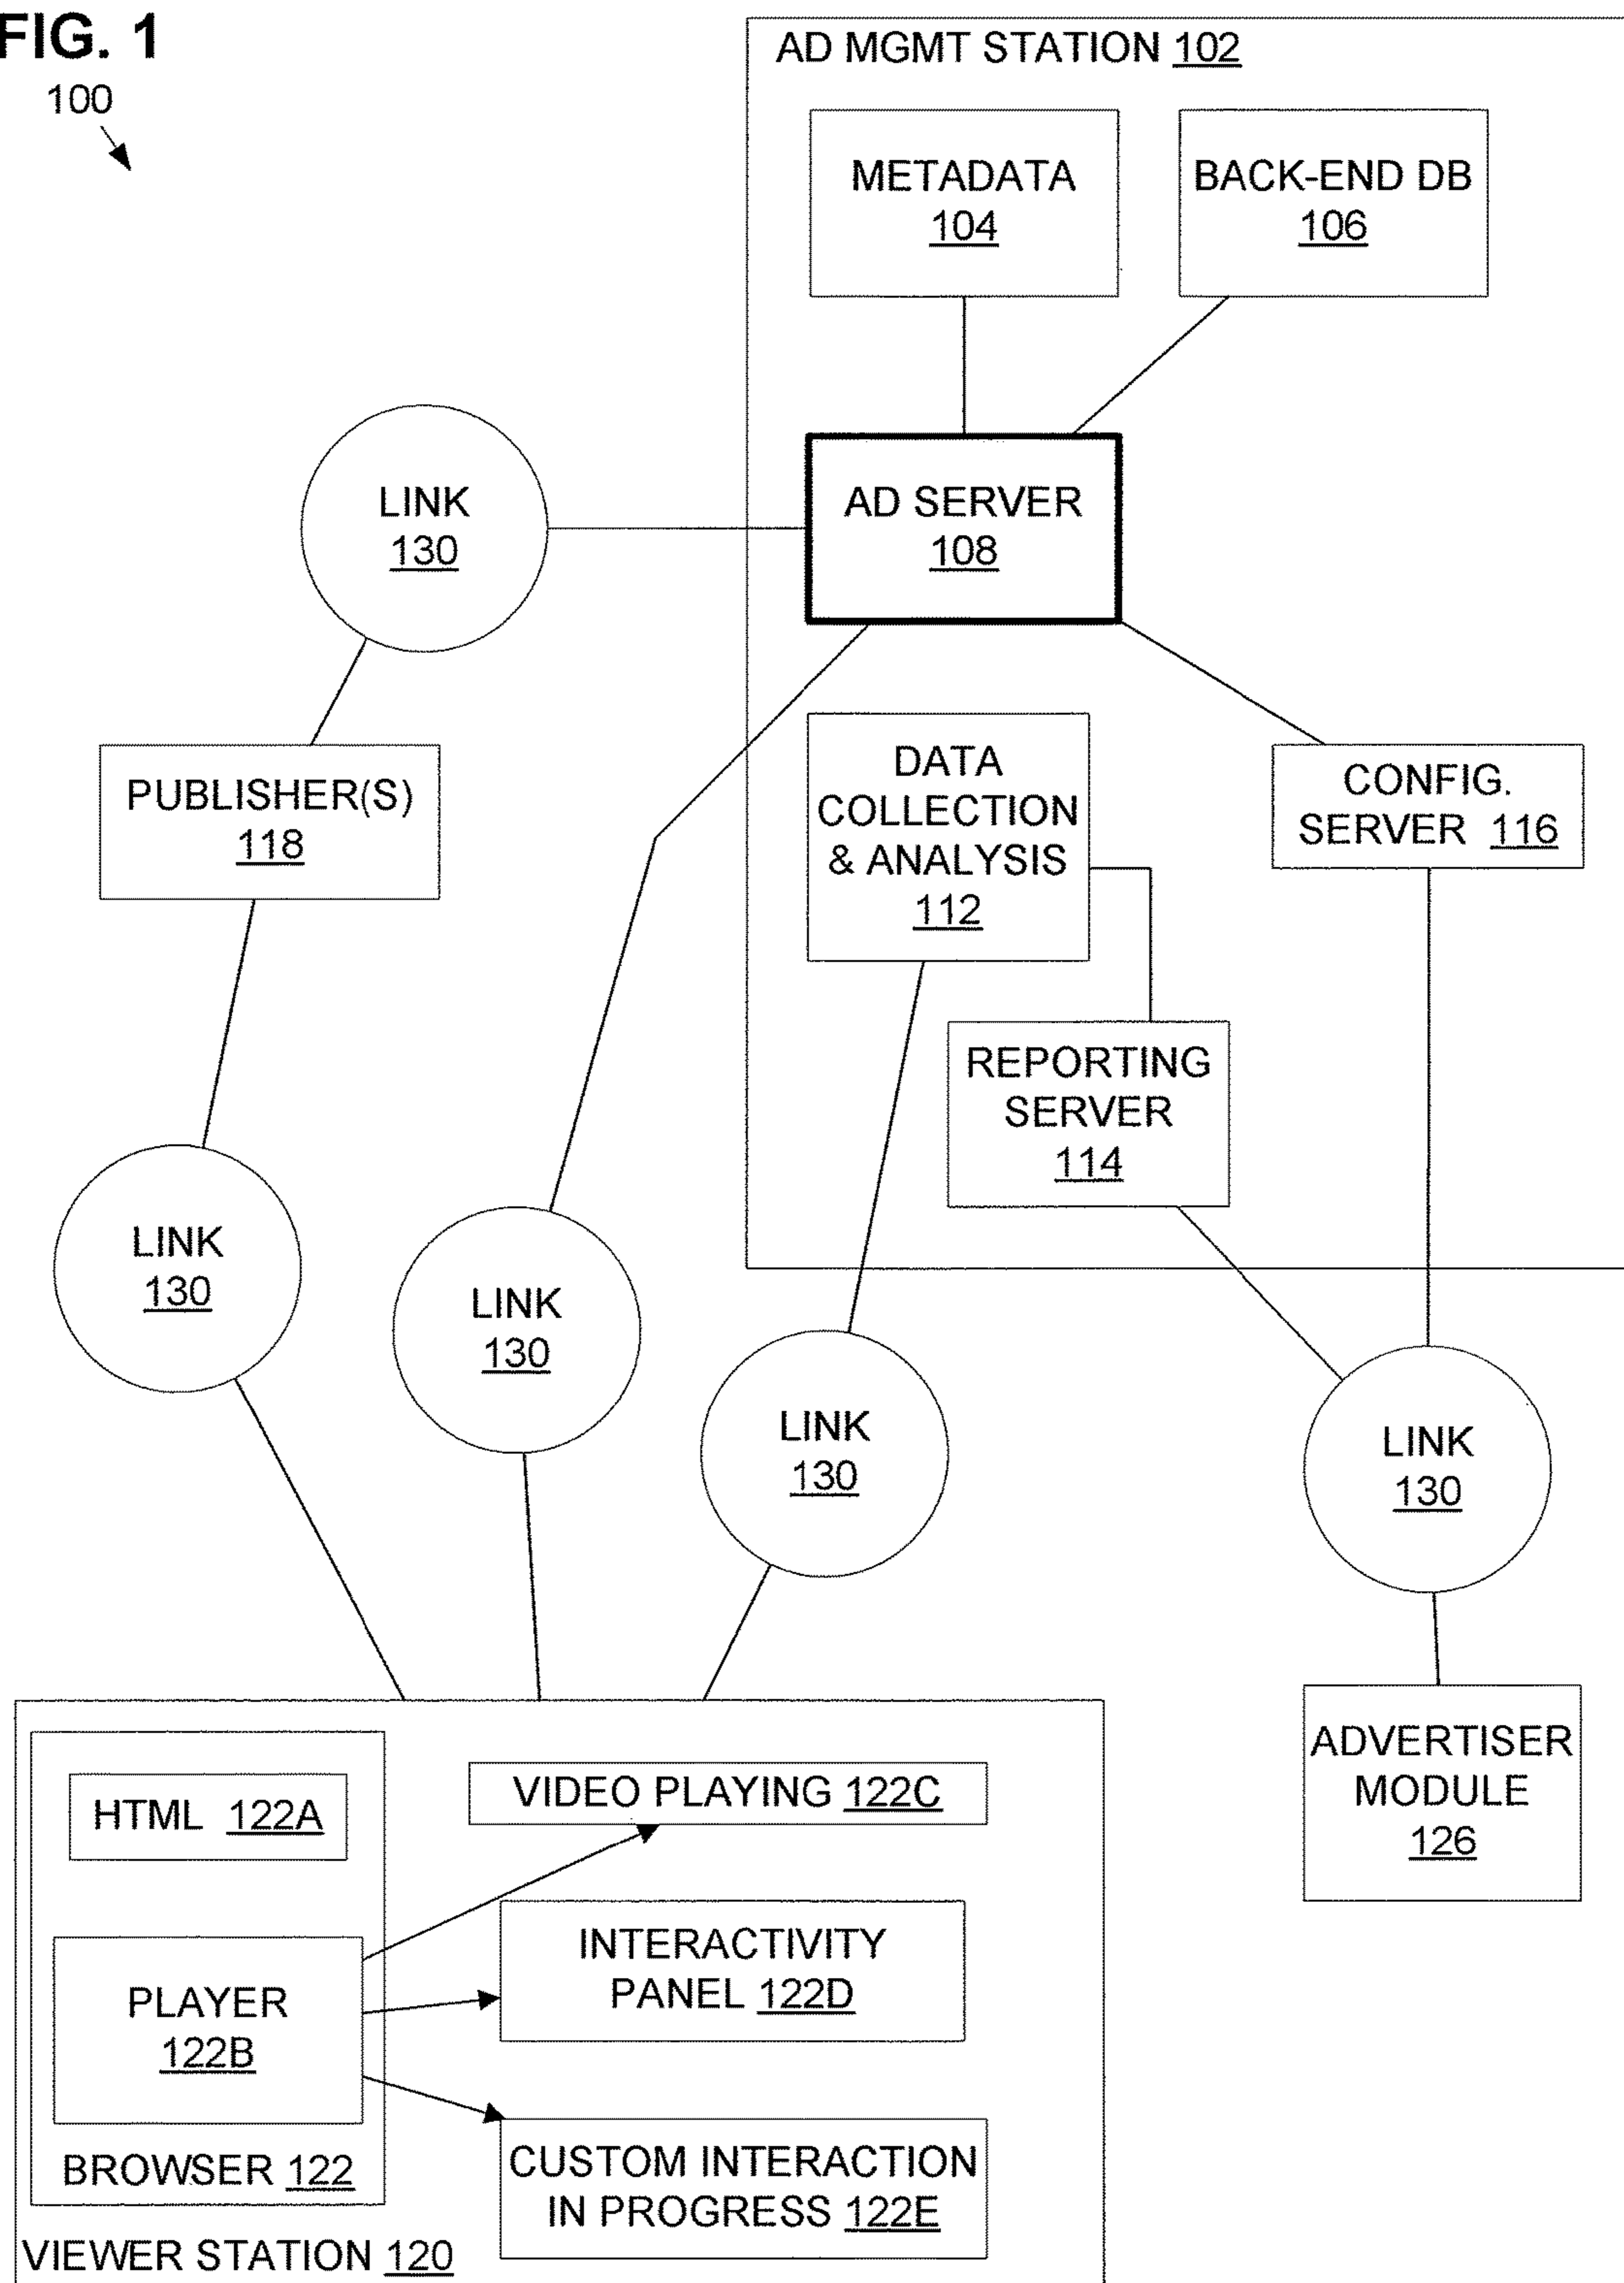 FIG. 1
100
AD MGMT STATION 102
METADATA
104
BACK-END DB
106
LINK
130
AD SERVER
108
PUBLISHER(S)
118
DATA
COLLECTION
& ANALYSIS
112
CONFIG.
SERVER 116
REPORTING
SERVER
114
LINK
130
LINK
130
LINK
130
LINK
130
ADVERTISER
MODULE
126
HTML 122A
VIDEO PLAYING 122C
PLAYER
122B
INTERACTIVITY
PANEL 122D
BROWSER 122
CUSTOM INTERACTION
IN PROGRESS 122E
VIEWER STATION 120